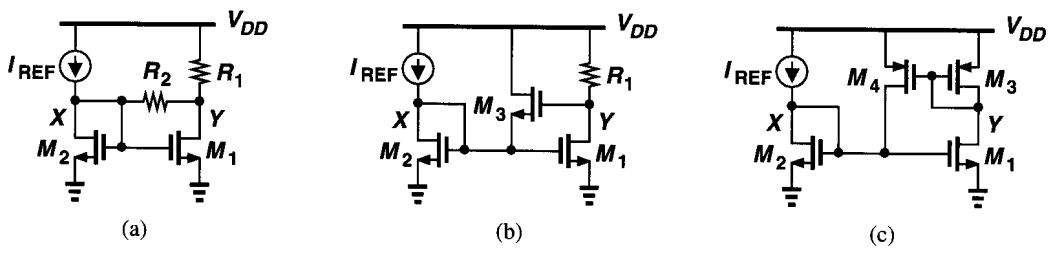 V_DD
I_REF
R_2
R_1
X
Y
M_2
M_1
(a)
V_DD
I_REF
R_1
M_3
X
Y
M_2
M_1
(b)
V_DD
I_REF
M_4
M_3
X
Y
M_2
M_1
(c)